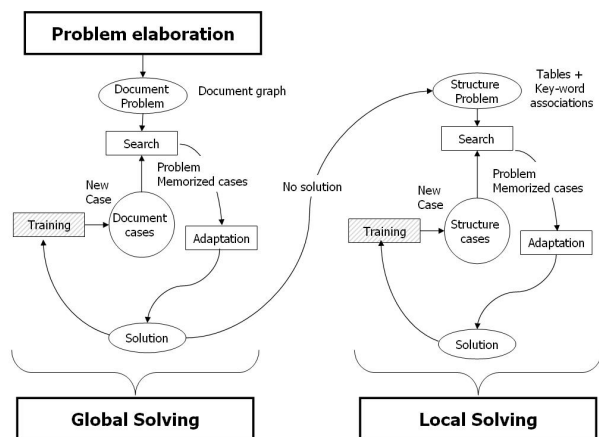 Problem elaboration
Document
Problem
Document graph
Search
Problem
Memorized cases
New
Case
Training
Document
cases
Adaptation
Solution
No solution
Global Solving
Structure
Problem
Tables +
Key-word
associations
Search
Problem
Memorized cases
New
Case
Training
Structure
cases
Adaptation
Solution
Local Solving